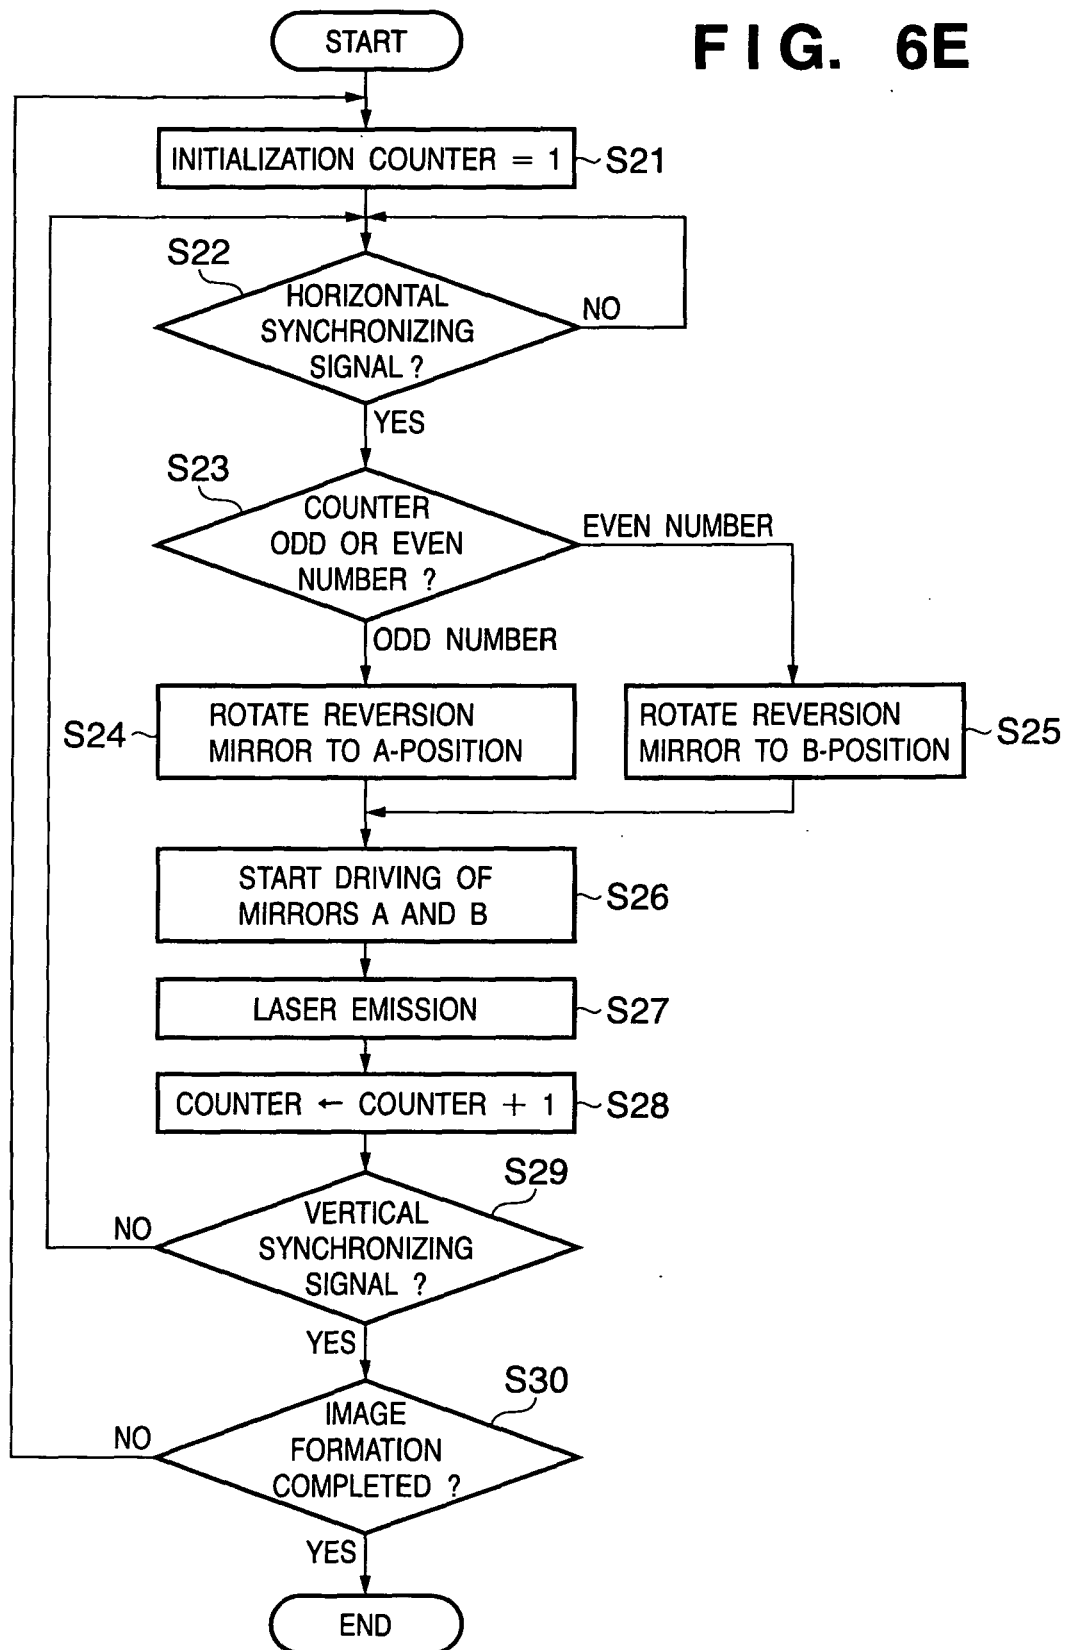 FIG. 6E
START
INITIALIZATION COUNTER = 1
S21
S22
HORIZONTAL
SYNCHRONIZING
SIGNAL ?
NO
YES
S23
COUNTER
ODD OR EVEN
NUMBER ?
EVEN NUMBER
ODD NUMBER
S24
ROTATE REVERSION
MIRROR TO A-POSITION
ROTATE REVERSION
MIRROR TO B-POSITION
S25
START DRIVING OF
MIRRORS A AND B
S26
LASER EMISSION
S27
COUNTER ← COUNTER + 1
S28
S29
VERTICAL
SYNCHRONIZING
SIGNAL ?
NO
YES
S30
IMAGE
FORMATION
COMPLETED ?
NO
YES
END